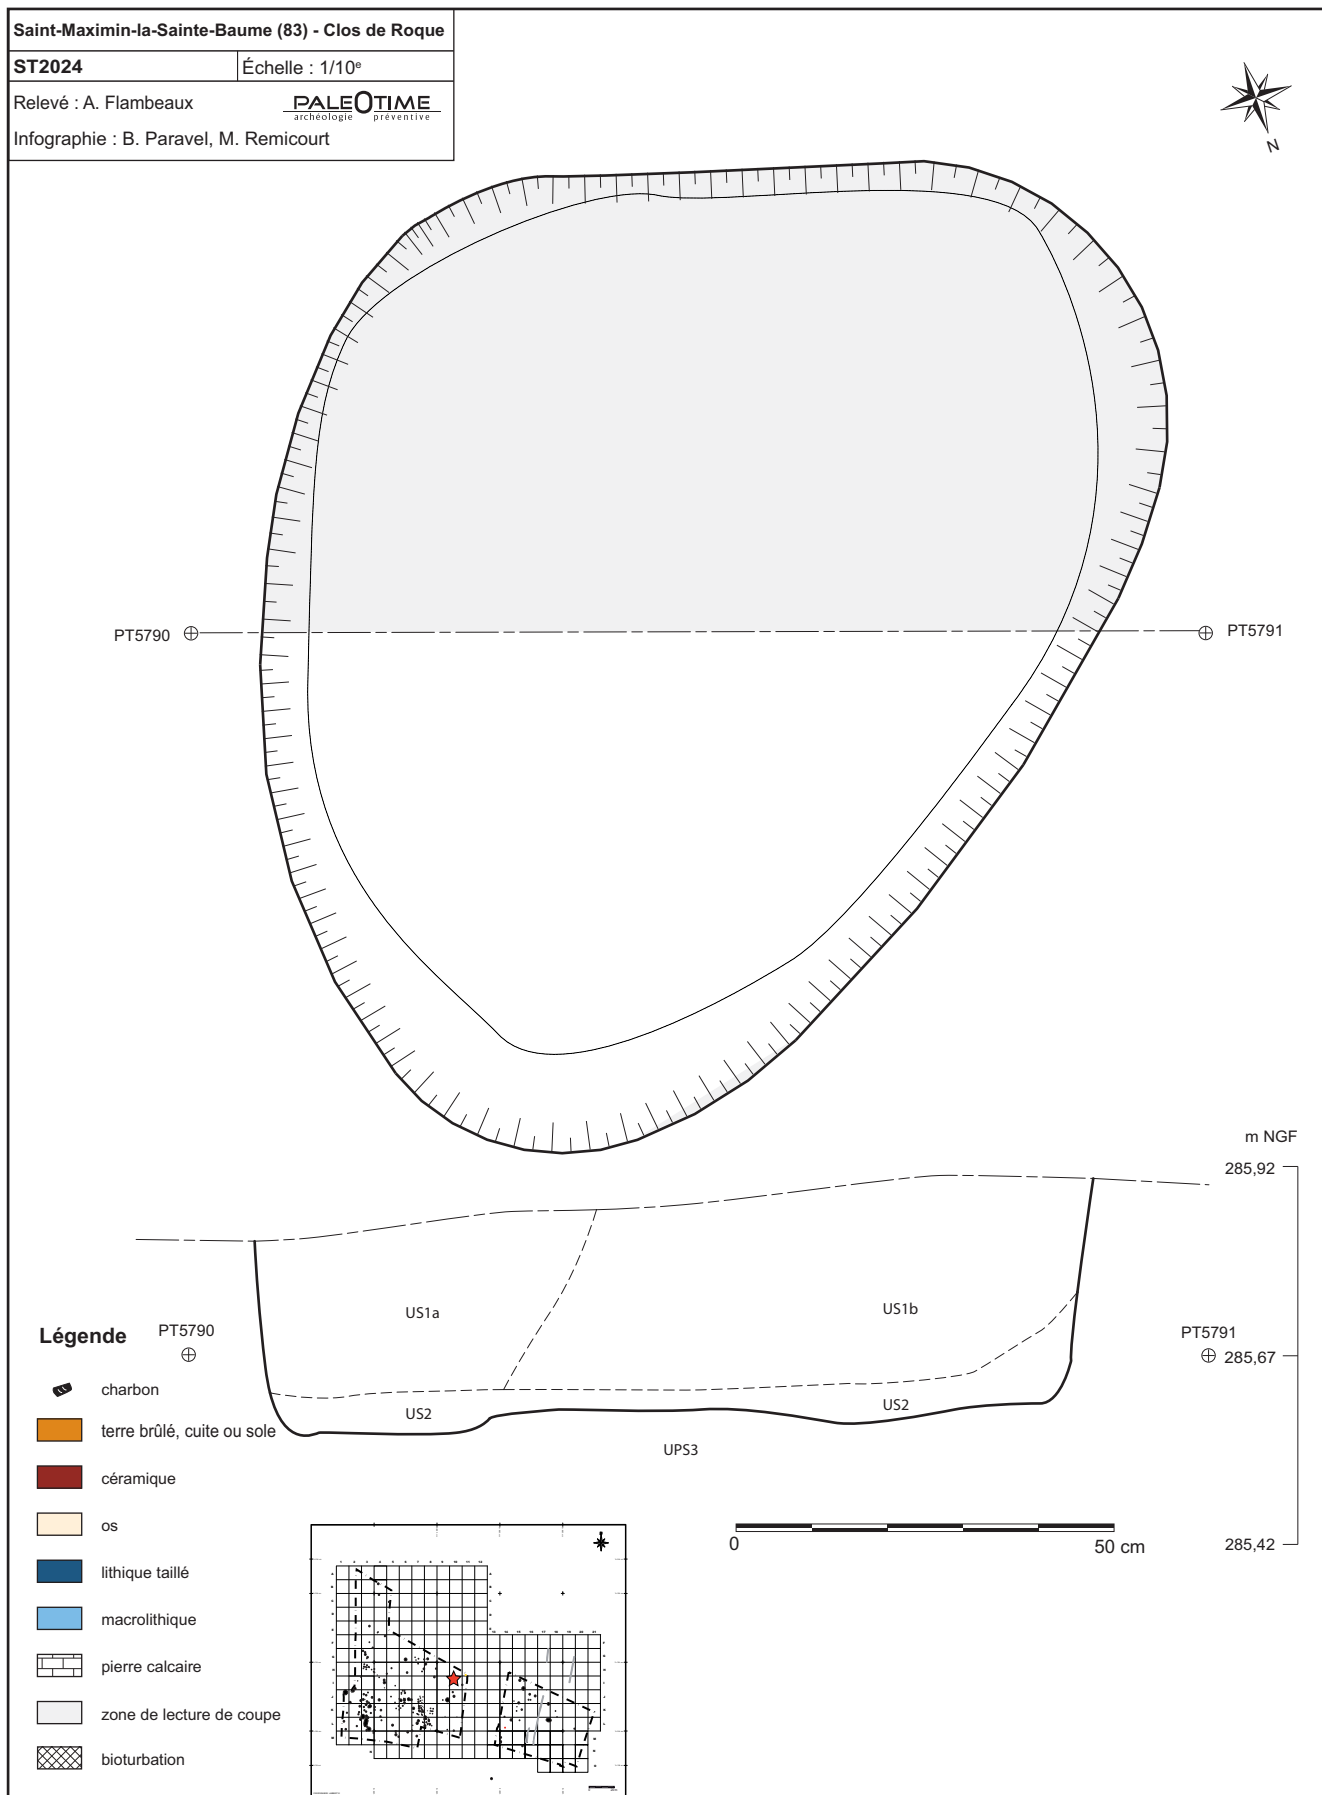 Saint-Maximin-la-Sainte-Baume (83) - Clos de Roque
ST2024
Échelle : 1/10e
Relevé : A. Flambeaux
PALEOTIME
archéologie préventive
Infographie : B. Paravel, M. Remicourt
N
PT5790
PT5791
m NGF
285,92
US1a
US1b
Légende
PT5790
PT5791
285,67
charbon
US2
US2
terre brûlé, cuite ou sole
UPS3
céramique
os
0
50 cm
285,42
lithique taillé
macrolithique
pierre calcaire
zone de lecture de coupe
bioturbation